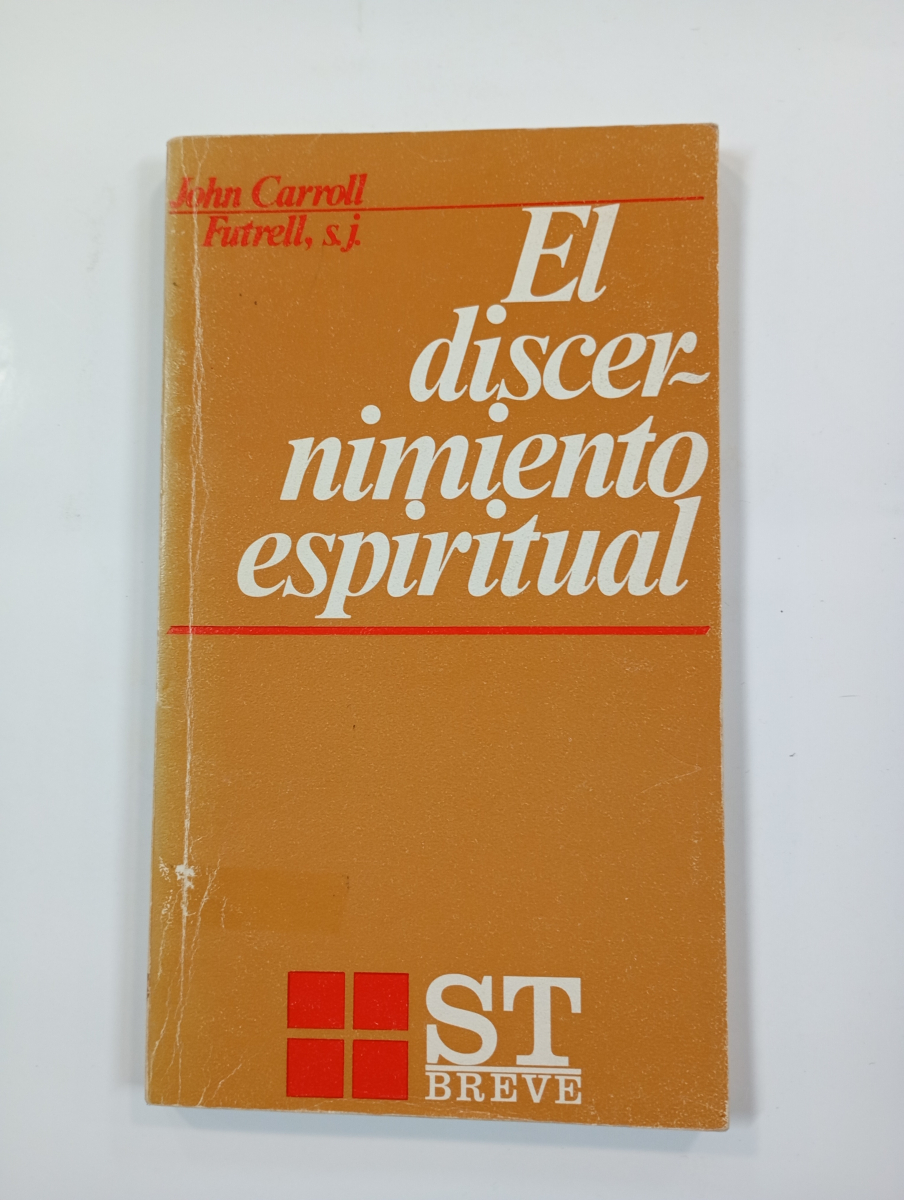 John Carroll
Futrell, s.j.
El
discer-
nimiento
espiritual
ST
BREVE